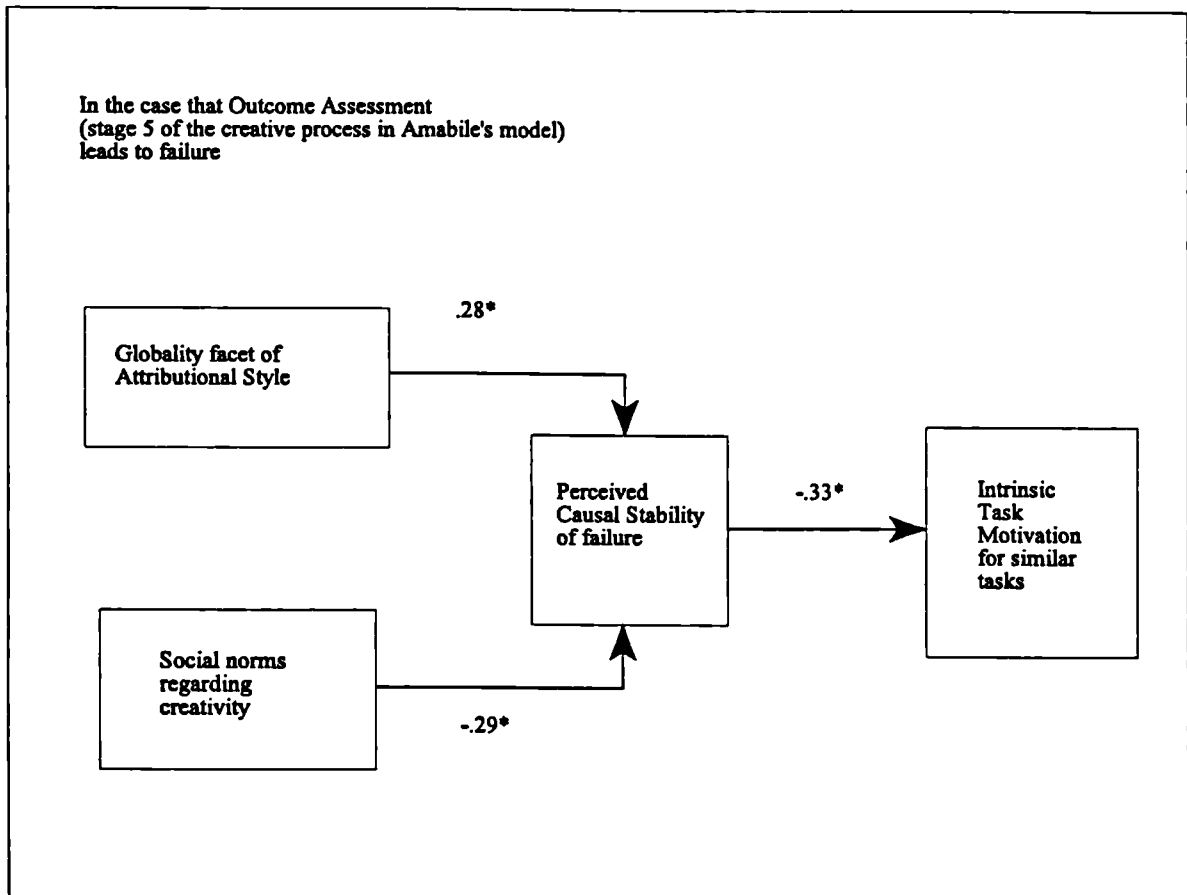 In the case that Outcome Assessment
(stage 5 of the creative process in Amabile's model)
leads to failure
.28*
Globality facet of
Attributional Style
Perceived
Causal Stability
of failure
-.33*
Intrinsic
Task
Motivation
for similar
tasks
Social norms
regarding
creativity
-.29*